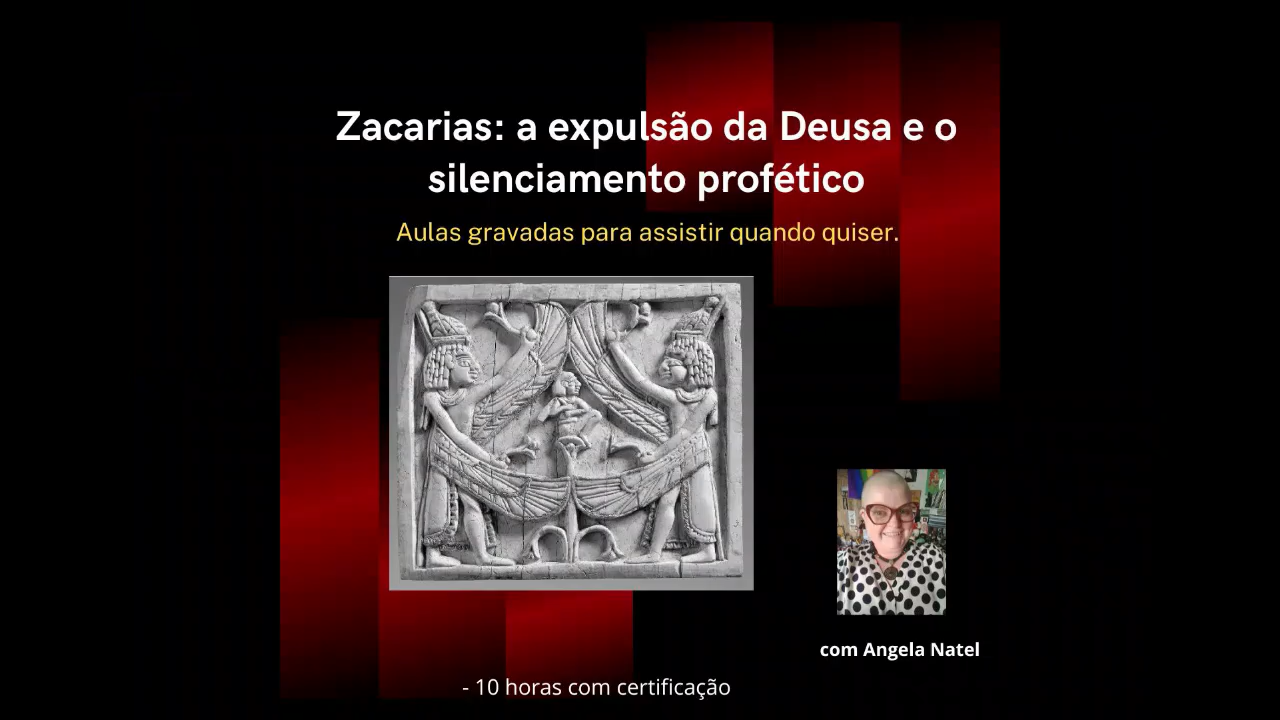 Zacarias: a expulsão da Deusa e o
silenciamento profético
Aulas gravadas para assistir quando quiser.
com Angela Natel
- 10 horas com certificação